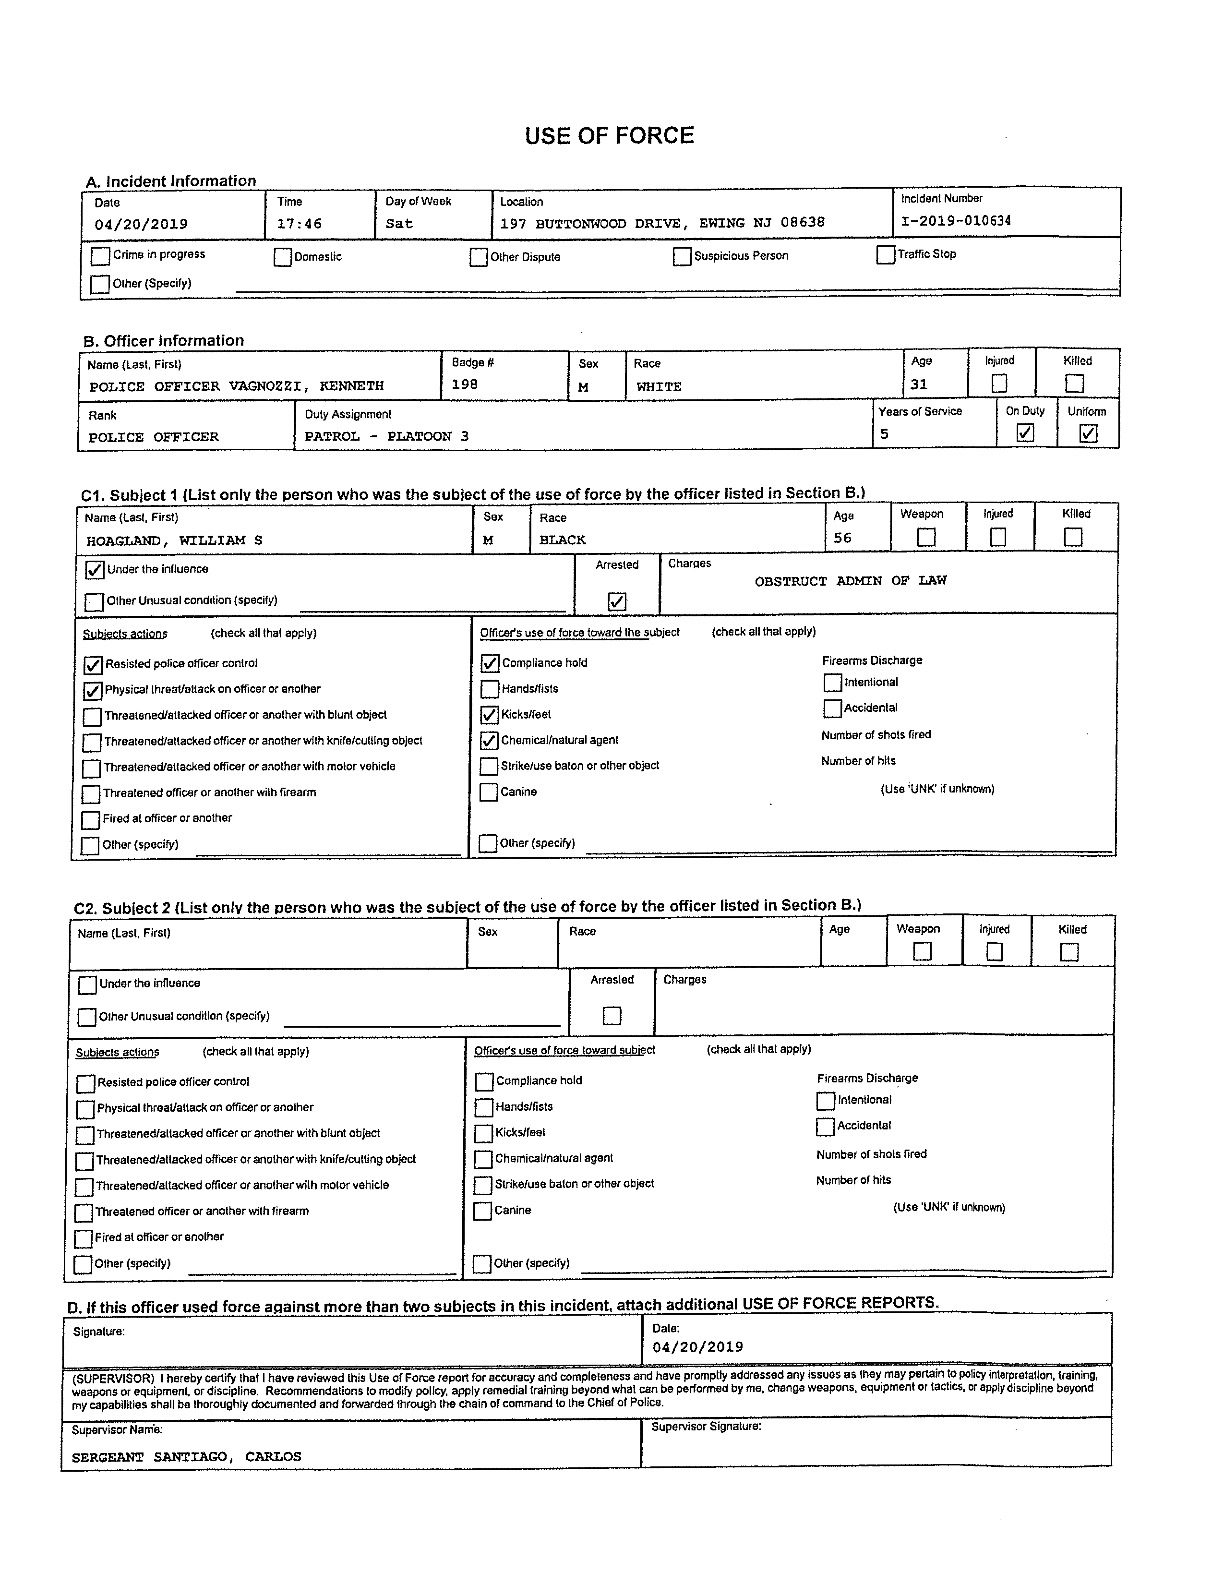 USE OF FORCE
A. Incident Information
Date Time Day of Week Location Incident Number
04/20/2019 17:46 Sat 197 BUTTONWOOD DRIVE, EWING NJ 08638 I-2019-010634
Crime in progress Domestic Other Dispute Suspicious Person Traffic Stop
Other (Specify)
B. Officer Information
Name (Last, First) Badge # Sex Race Age Injured Killed
POLICE OFFICER VAGNOZZI, KENNETH 198 M WHITE 31
Rank Duty Assignment Years of Service On Duty Uniform
POLICE OFFICER PATROL - PLATOON 3 5 ✓ ✓
C1. Subject 1 (List only the person who was the subject of the use of force by the officer listed in Section B.)
Name (Last, First) Sex Race Age Weapon Injured Killed
HOAGLAND, WILLIAM S M BLACK 56
✓ Under the influence Arrested Charges
OBSTRUCT ADMIN OF LAW
Other Unusual condition (specify) ✓
Subjects actions (check all that apply) Officer's use of force toward the subject (check all that apply)
✓ Resisted police officer control ✓ Compliance hold Firearms Discharge
✓ Physical threat/attack on officer or another Hands/fists Intentional
Threatened/attacked officer or another with blunt object ✓ Kicks/feet Accidental
Threatened/attacked officer or another with knife/cutting object ✓ Chemical/natural agent Number of shots fired
Threatened/attacked officer or another with motor vehicle Strike/use baton or other object Number of hits
Threatened officer or another with firearm Canine (Use 'UNK' if unknown)
Fired at officer or another
Other (specify) Other (specify)
C2. Subject 2 (List only the person who was the subject of the use of force by the officer listed in Section B.)
Name (Last, First) Sex Race Age Weapon Injured Killed
Under the influence Arrested Charges
Other Unusual condition (specify)
Subjects actions (check all that apply) Officer's use of force toward subject (check all that apply)
Resisted police officer control Compliance hold Firearms Discharge
Physical threat/attack on officer or another Hands/fists Intentional
Threatened/attacked officer or another with blunt object Kicks/feet Accidental
Threatened/attacked officer or another with knife/cutting object Chemical/natural agent Number of shots fired
Threatened/attacked officer or another with motor vehicle Strike/use baton or other object Number of hits
Threatened officer or another with firearm Canine (Use 'UNK' if unknown)
Fired at officer or another
Other (specify) Other (specify)
D. If this officer used force against more than two subjects in this incident, attach additional USE OF FORCE REPORTS.
Signature: Date:
04/20/2019
(SUPERVISOR) I hereby certify that I have reviewed this Use of Force report for accuracy and completeness and have promptly addressed any issues as they may pertain to policy interpretation, training,
weapons or equipment, or discipline. Recommendations to modify policy, apply remedial training beyond what can be performed by me, change weapons, equipment or tactics, or apply discipline beyond
my capabilities shall be thoroughly documented and forwarded through the chain of command to the Chief of Police.
Supervisor Name: Supervisor Signature:
SERGEANT SANTIAGO, CARLOS